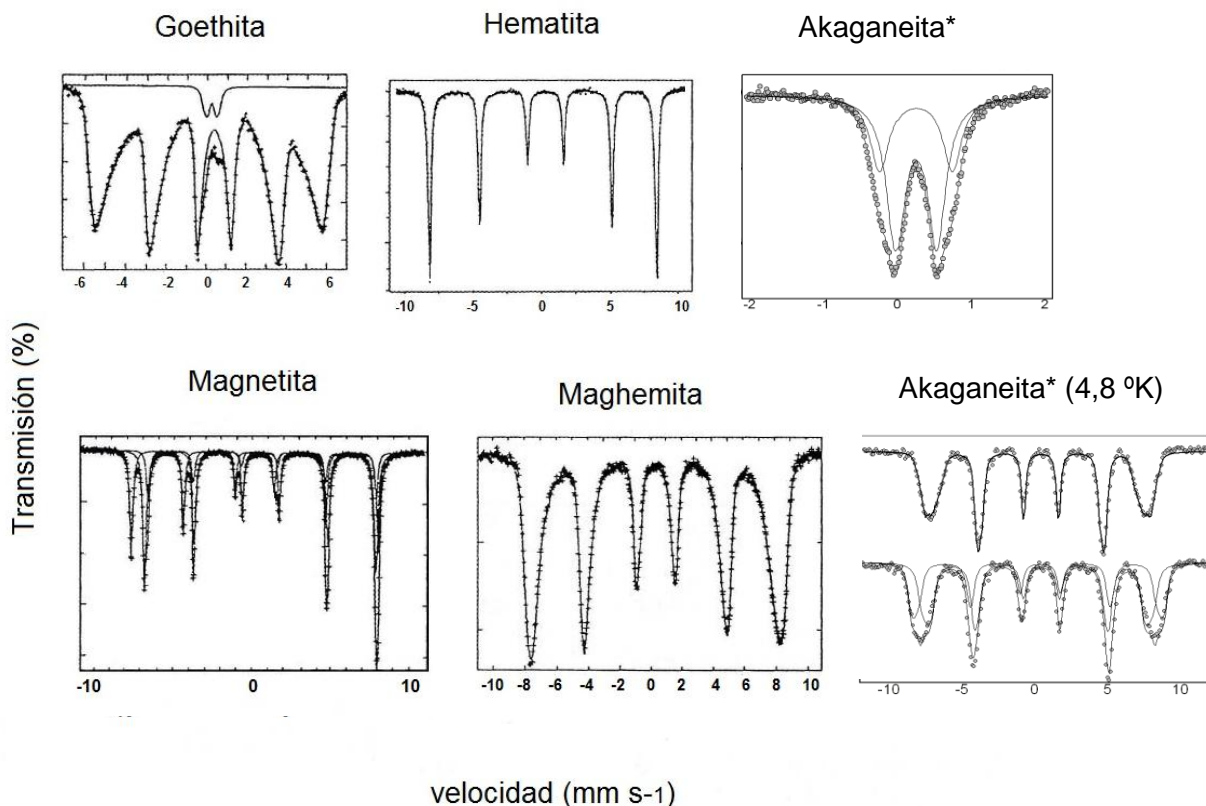 Goethita
Hematita
Akaganeita*
-6 -4 -2 0 2 4 6
-10 -5 0 5 10
-2 -1 0 1 2
Transmisión (%)
Magnetita
Maghemita
Akaganeita* (4,8 ºK)
-10 0 10
-10 -8 -6 -4 -2 0 2 4 6 8 10
-10 -5 0 5 10
velocidad (mm s-1)